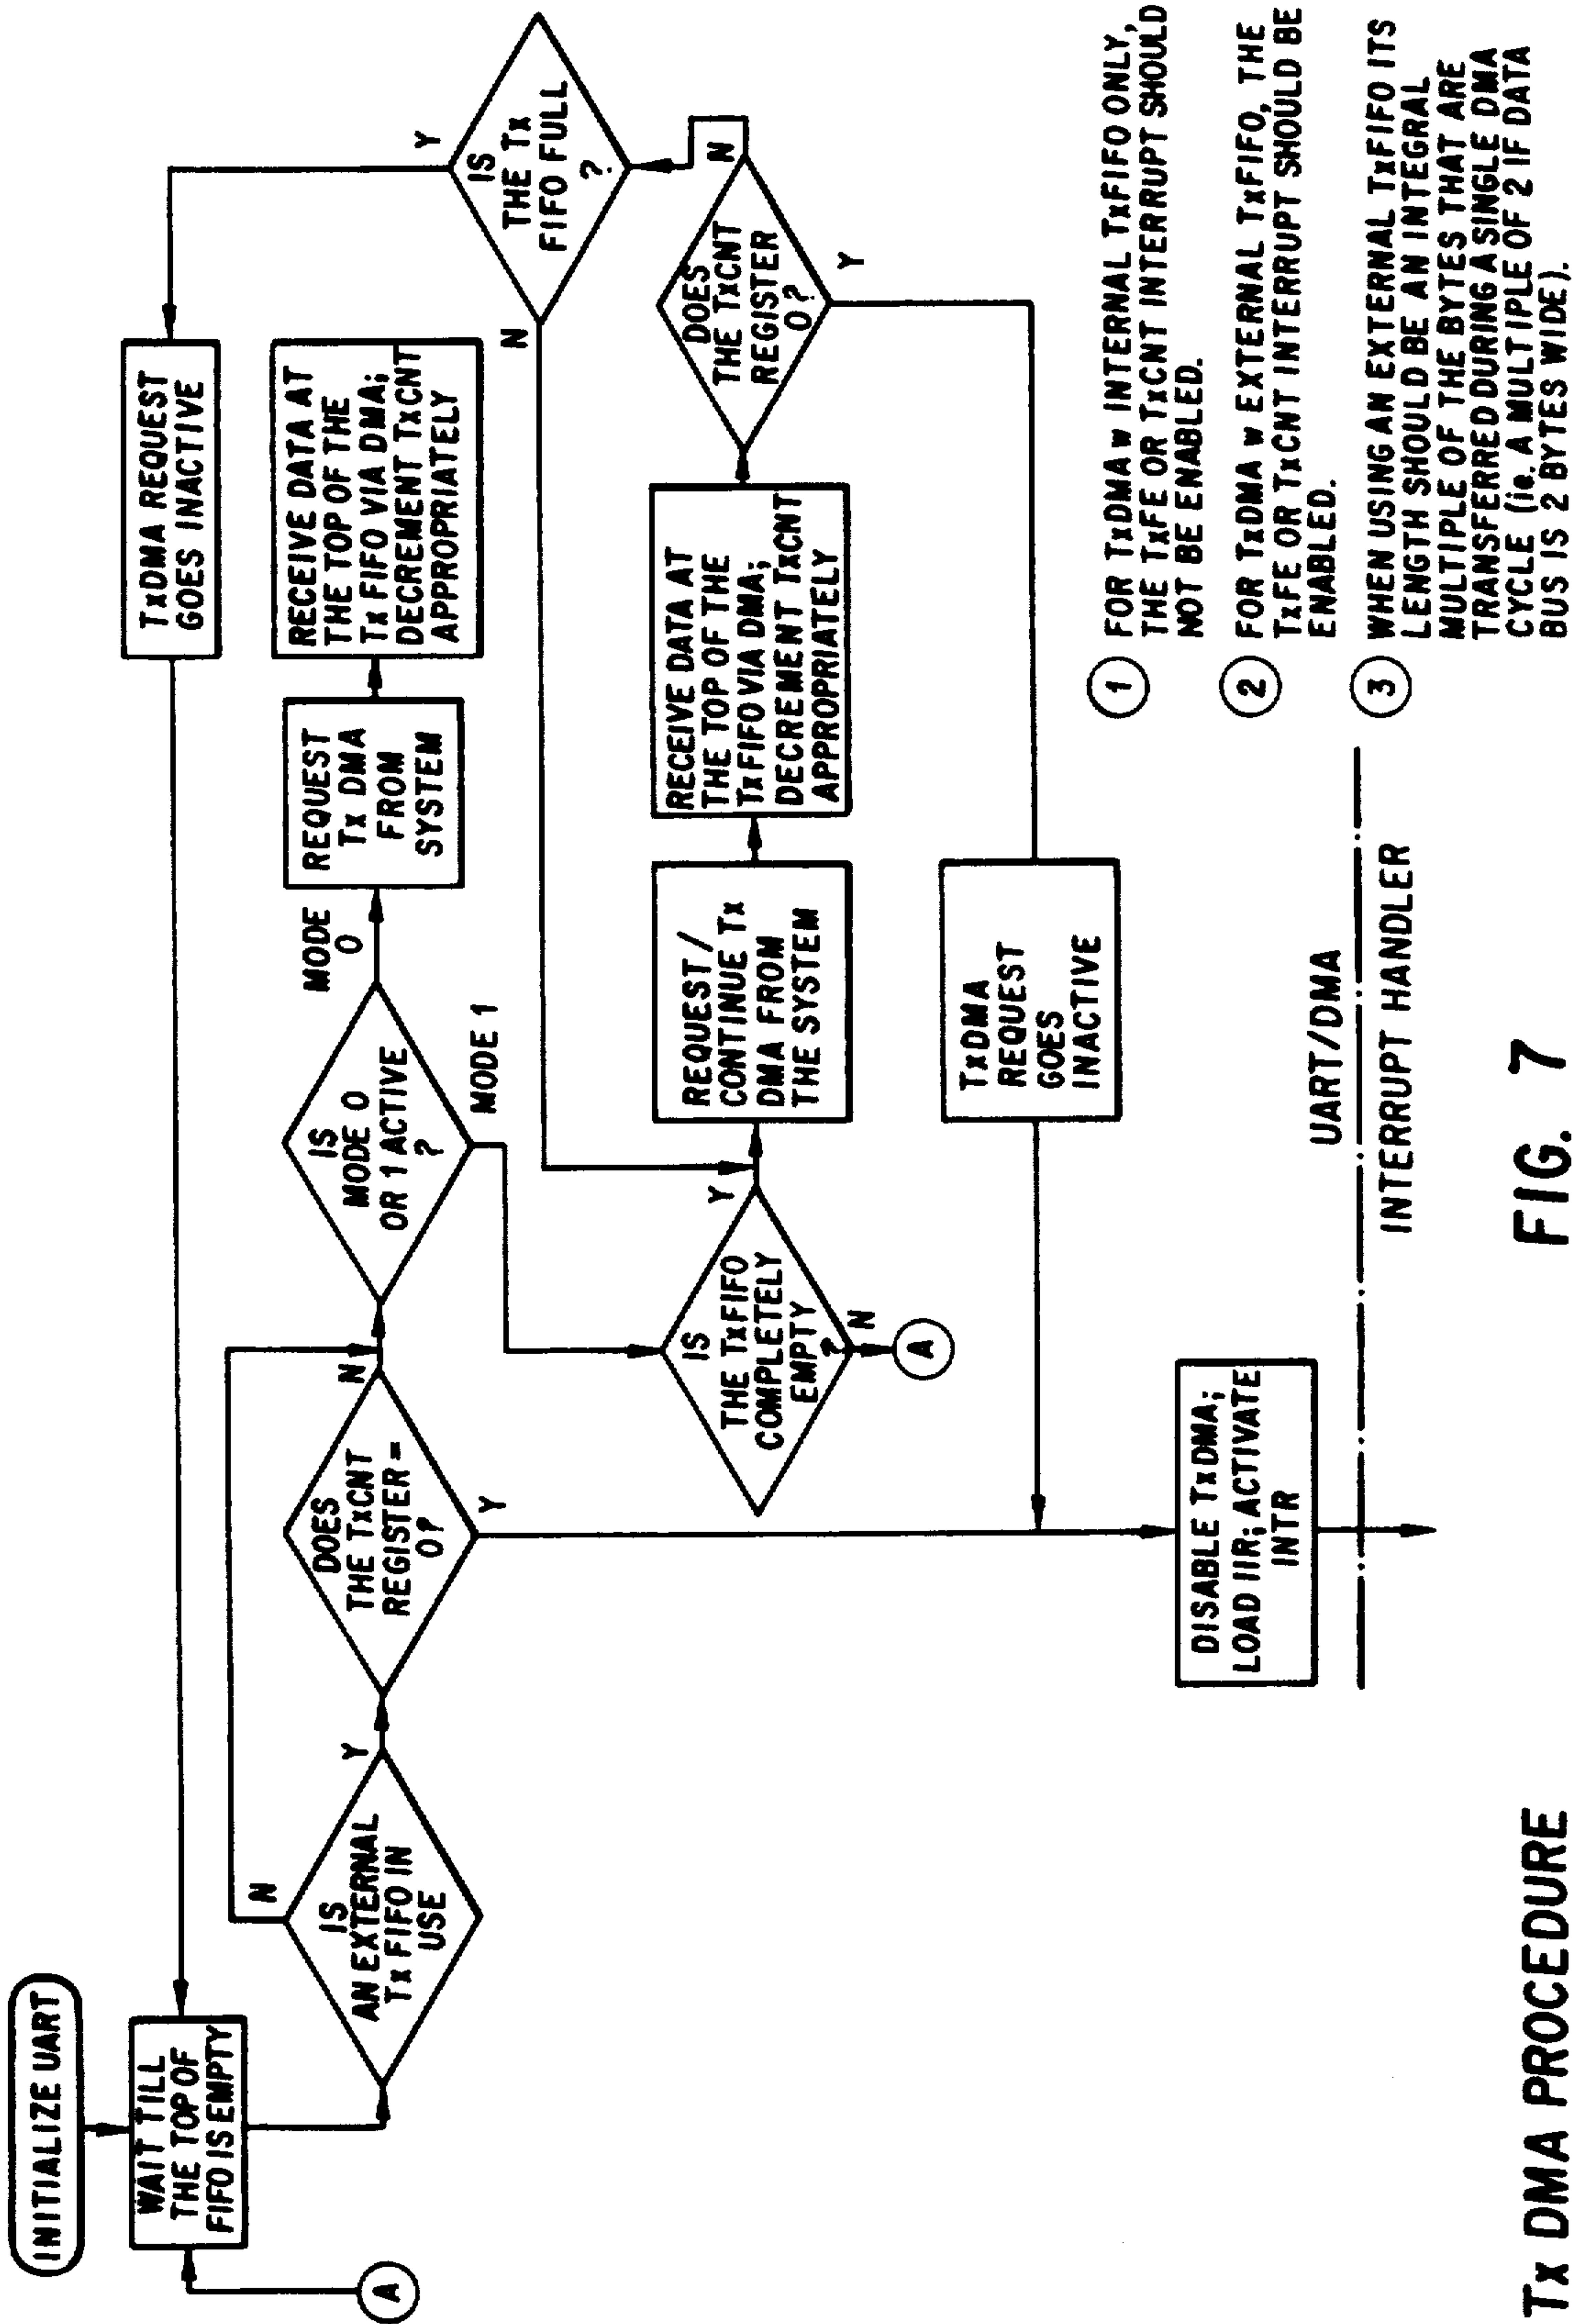 INITIALIZE UART
WAIT TILL
THE TOP OF
FIFO IS EMPTY
A
IS
AN EXTERNAL
Tx FIFO IN
USE
N
Y
DOES
THE TxCNT
REGISTER =
0?
N
Y
IS
MODE 0
OR 1 ACTIVE
?
MODE
0
MODE 1
REQUEST
Tx DMA
FROM
SYSTEM
RECEIVE DATA AT
THE TOP OF THE
Tx FIFO VIA DMA;
DECREMENT TxCNT
APPROPRIATELY
TxDMA REQUEST
GOES INACTIVE
IS
THE TxFIFO
COMPLETELY
EMPTY
?
Y
N
A
REQUEST/
CONTINUE Tx
DMA FROM
THE SYSTEM
RECEIVE DATA AT
THE TOP OF THE
TxFIFO VIA DMA;
DECREMENT TxCNT
APPROPRIATELY
DOES
THE TxCNT
REGISTER
0?
N
Y
IS
THE Tx
FIFO FULL
?
Y
N
TxDMA
REQUEST
GOES
INACTIVE
DISABLE TxDMA;
LOAD IIR; ACTIVATE
INTR
UART/DMA
INTERRUPT HANDLER
1 FOR TxDMA w INTERNAL TxFIFO ONLY,
THE TxFE OR TxCNT INTERRUPT SHOULD
NOT BE ENABLED.
2 FOR TxDMA w EXTERNAL TxFIFO, THE
TxFE OR TxCNT INTERRUPT SHOULD BE
ENABLED.
3 WHEN USING AN EXTERNAL TxFIFO ITS
LENGTH SHOULD BE AN INTEGRAL
MULTIPLE OF THE BYTES THAT ARE
TRANSFERRED DURING A SINGLE DMA
CYCLE (ie. A MULTIPLE OF 2 IF DATA
BUS IS 2 BYTES WIDE).
Tx DMA PROCEDURE
FIG. 7